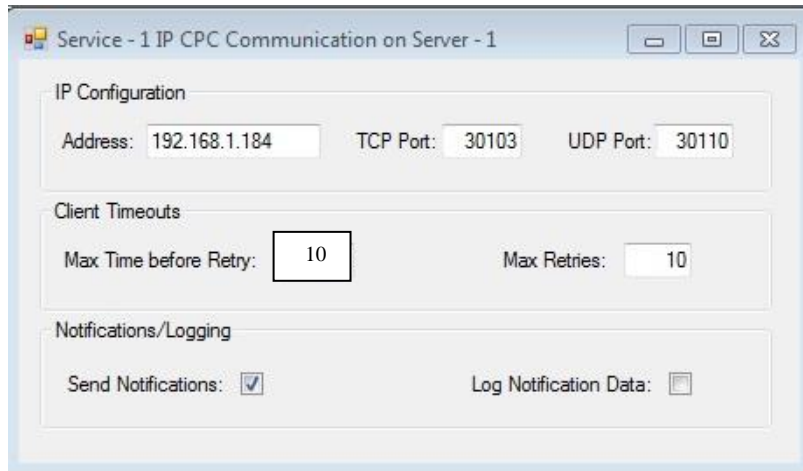 Service - 1 IP CPC Communication on Server - 1
IP Configuration
Address: 192.168.1.184 TCP Port: 30103 UDP Port: 30110
Client Timeouts
Max Time before Retry: 10 Max Retries: 10
Notifications/Logging
Send Notifications: Log Notification Data: